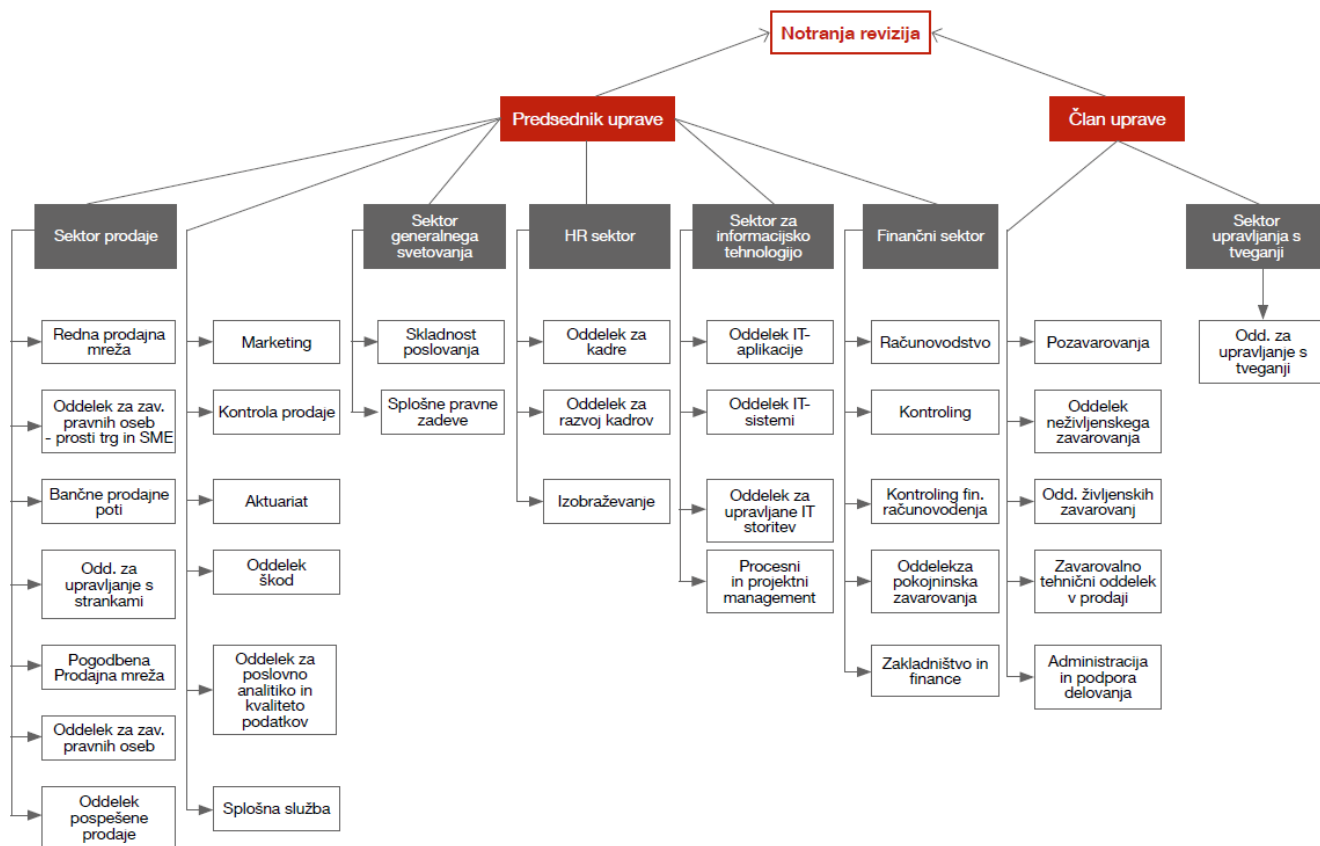 Notranja revizija
Predsednik uprave
Član uprave
Sektor prodaje
Sektor
generalnega
svetovanja
HR sektor
Sektor za
informacijsko
tehnologijo
Finančni sektor
Sektor
upravljanja s
tveganji
Redna prodajna
mreža
Oddelek za zav.
pravnih oseb
- prosti trg in SME
Bančne prodajne
poti
Odd. za
upravljanje s
strankami
Pogodbena
Prodajna mreža
Oddelek za zav.
pravnih oseb
Oddelek
pospešene
prodaje
Marketing
Kontrola prodaje
Aktuariat
Oddelek
škod
Oddelek za
poslovno
analitiko in
kvaliteto
podatkov
Splošna služba
Skladnost
poslovanja
Splošne pravne
zadeve
Oddelek za
kadre
Oddelek za
razvoj kadrov
Izobraževanje
Oddelek IT-
aplikacije
Oddelek IT-
sistemi
Oddelek za
upravljane IT
storitev
Procesni
in projektni
management
Računovodstvo
Kontroling
Kontroling fin.
računovodenja
Oddelekza
pokojninska
zavarovanja
Zakladništvo in
finance
Pozavarovanja
Oddelek
neživljenskega
zavarovanja
Odd. življenskih
zavarovanj
Zavarovalno
tehnični oddelek
v prodaji
Administracija
in podpora
delovanja
Odd. za
upravljanje s
tveganji